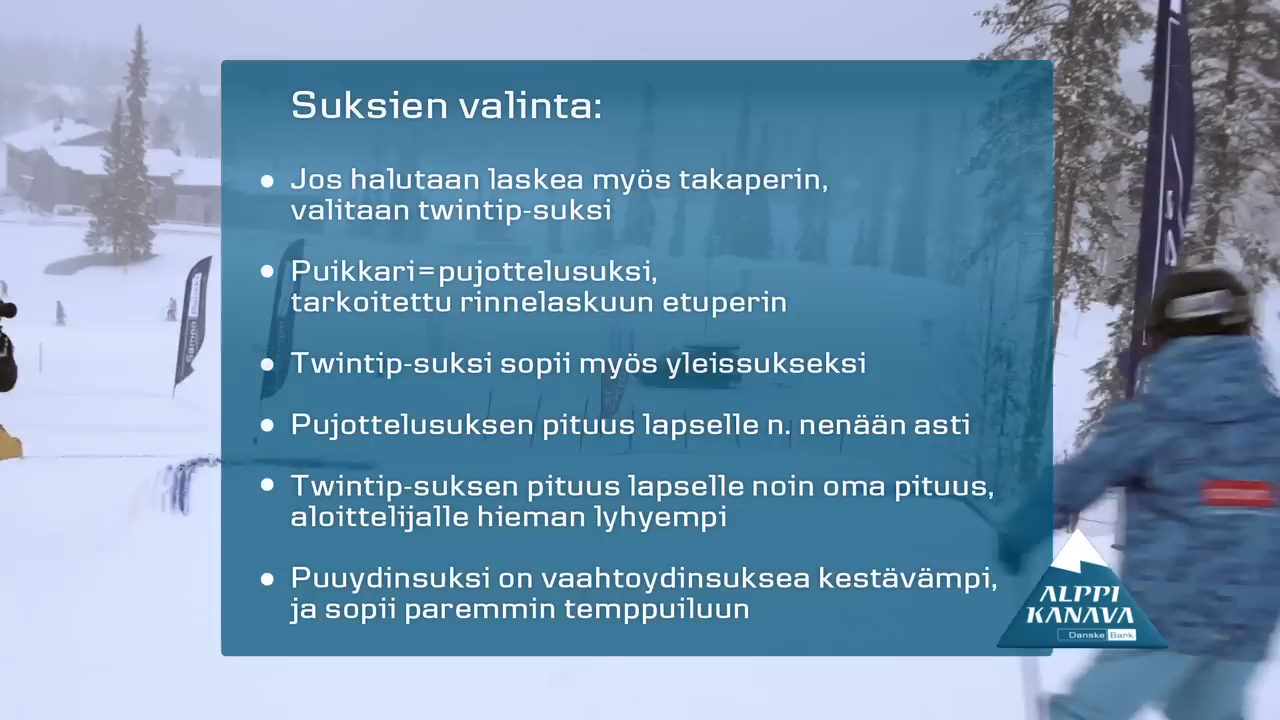 Suksien valinta:
Jos halutaan laskea myös takaperin,
valitaan twintip-suksi
Puikkari=pujottelusuksi,
tarkoitettu rinnelaskuun etuperin
Twintip-suksi sopii myös yleissukseksi
Pujottelusuksen pituus lapselle n. nenään asti
Twintip-suksen pituus lapselle noin oma pituus,
aloittelijalle hieman lyhyempi
Puuydinsuksi on vaahtoydinsuksea kestävämpi,
ja sopii paremmin temppuiluun
ALPPI
KANAVA
Danske Bank